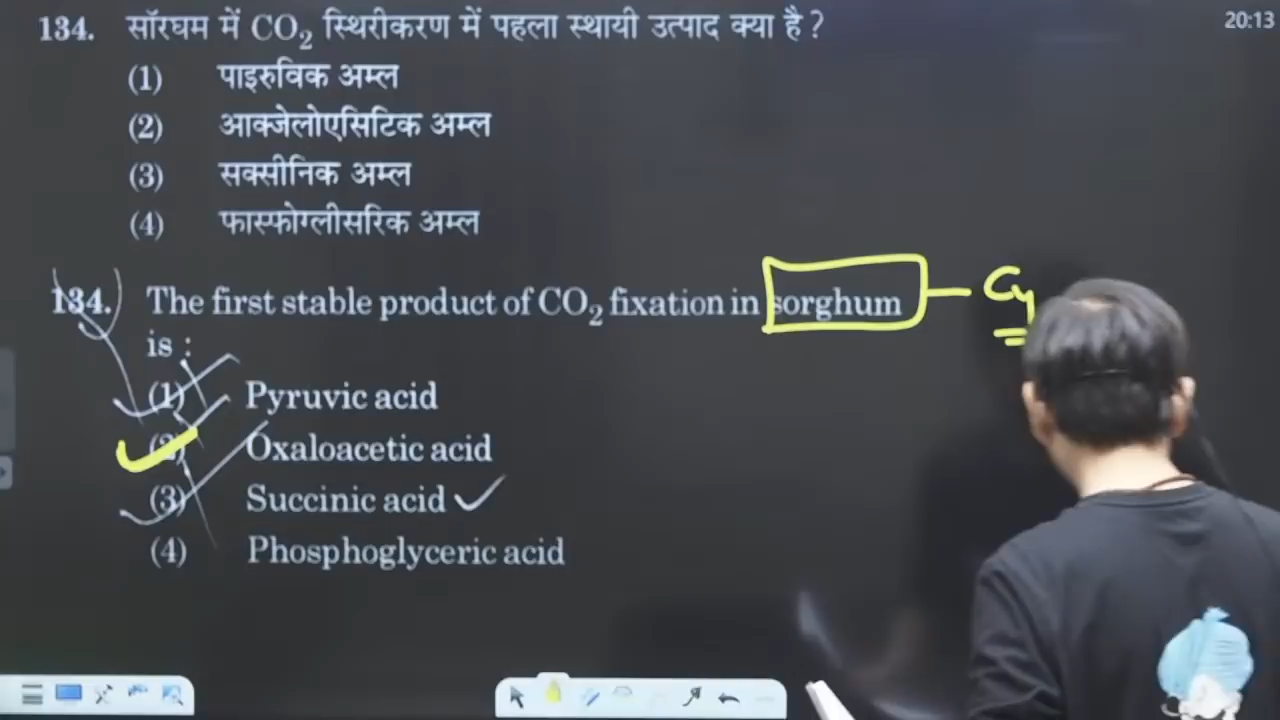 20:13
134. सॉरघम में CO₂ स्थिरीकरण में पहला स्थायी उत्पाद क्या है ?
(1) पाइरुविक अम्ल
(2) आक्जेलोएसिटिक अम्ल
(3) सक्सीनिक अम्ल
(4) फास्फोग्लीसरिक अम्ल
134. The first stable product of CO₂ fixation in sorghum — C₄
is :
(1) Pyruvic acid
(2) Oxaloacetic acid
(3) Succinic acid
(4) Phosphoglyceric acid